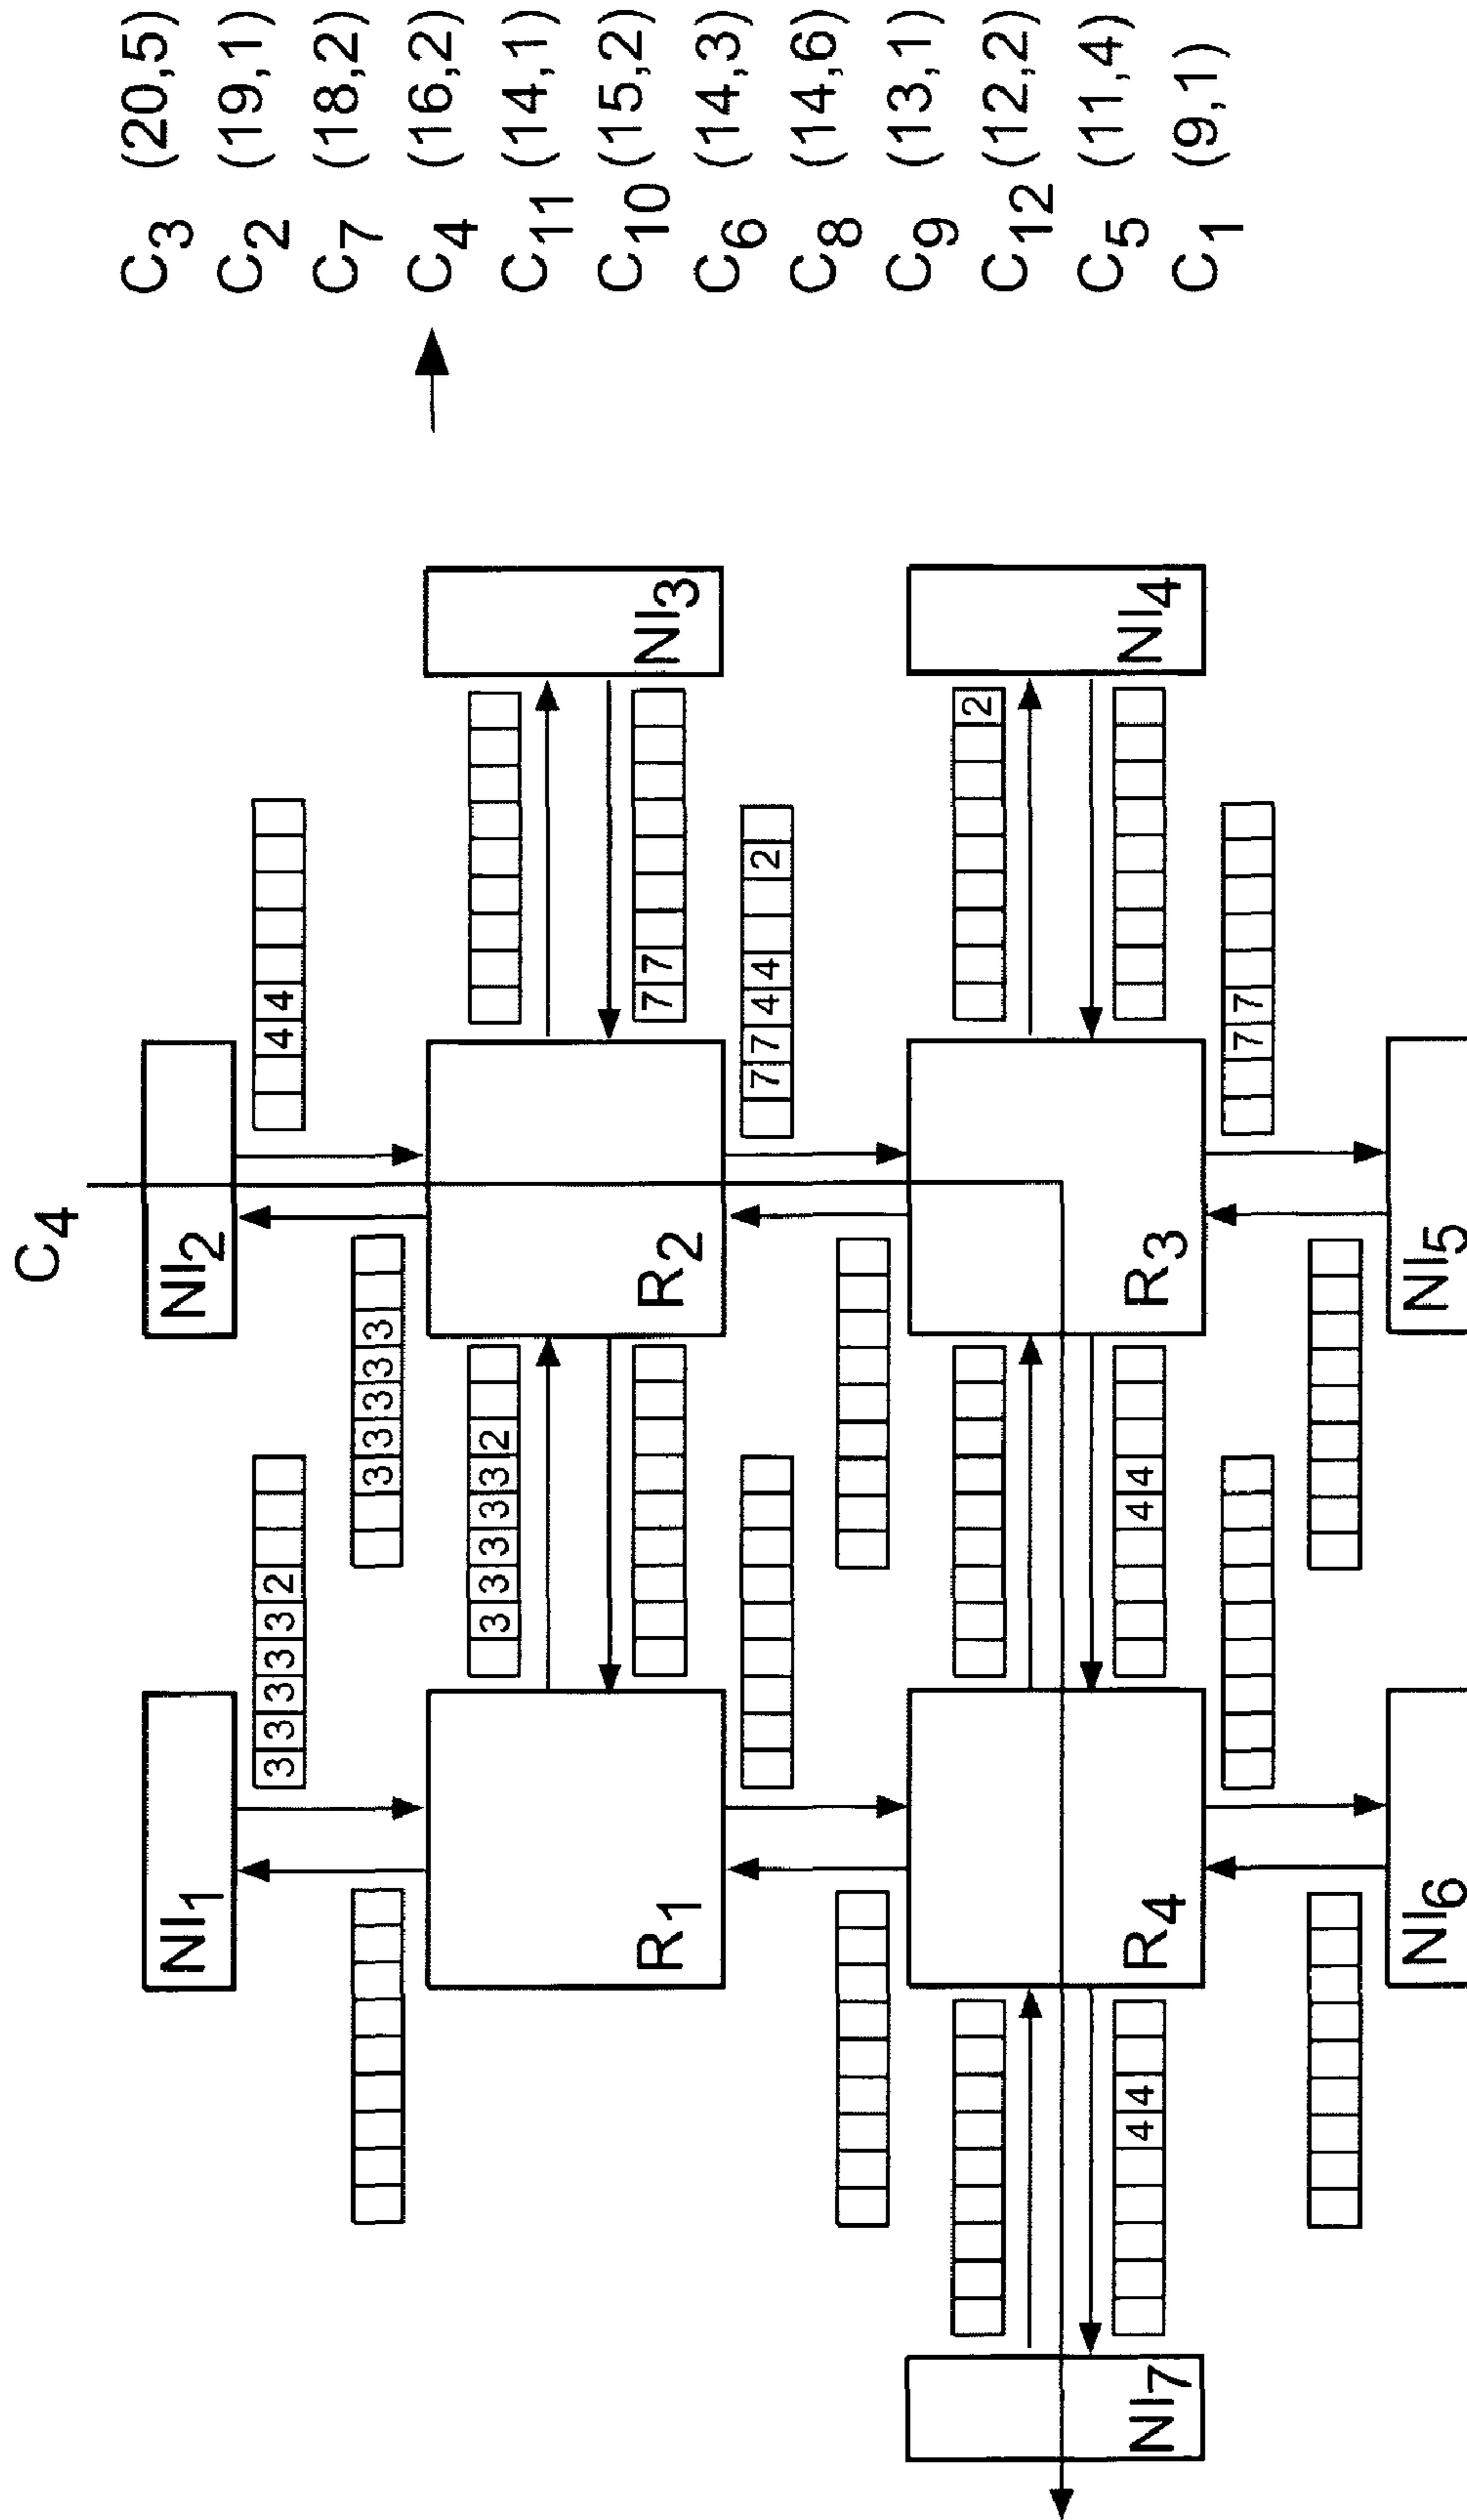 C4
NI1 NI2
3 3 3 3 3 2
4 4
3 3 3 3 3
3 3 3 3 3 2
7 7
R1 R2 NI3
7 7 4 4 2
2
4 4
4 4
NI7 R4 R3 NI4
7 7
NI6 NI5
C3 (20,5)
C2 (19,1)
C7 (18,2)
C4 (16,2)
C11 (14,1)
C10 (15,2)
C6 (14,3)
C8 (14,6)
C9 (13,1)
C12 (12,2)
C5 (11,4)
C1 (9,1)